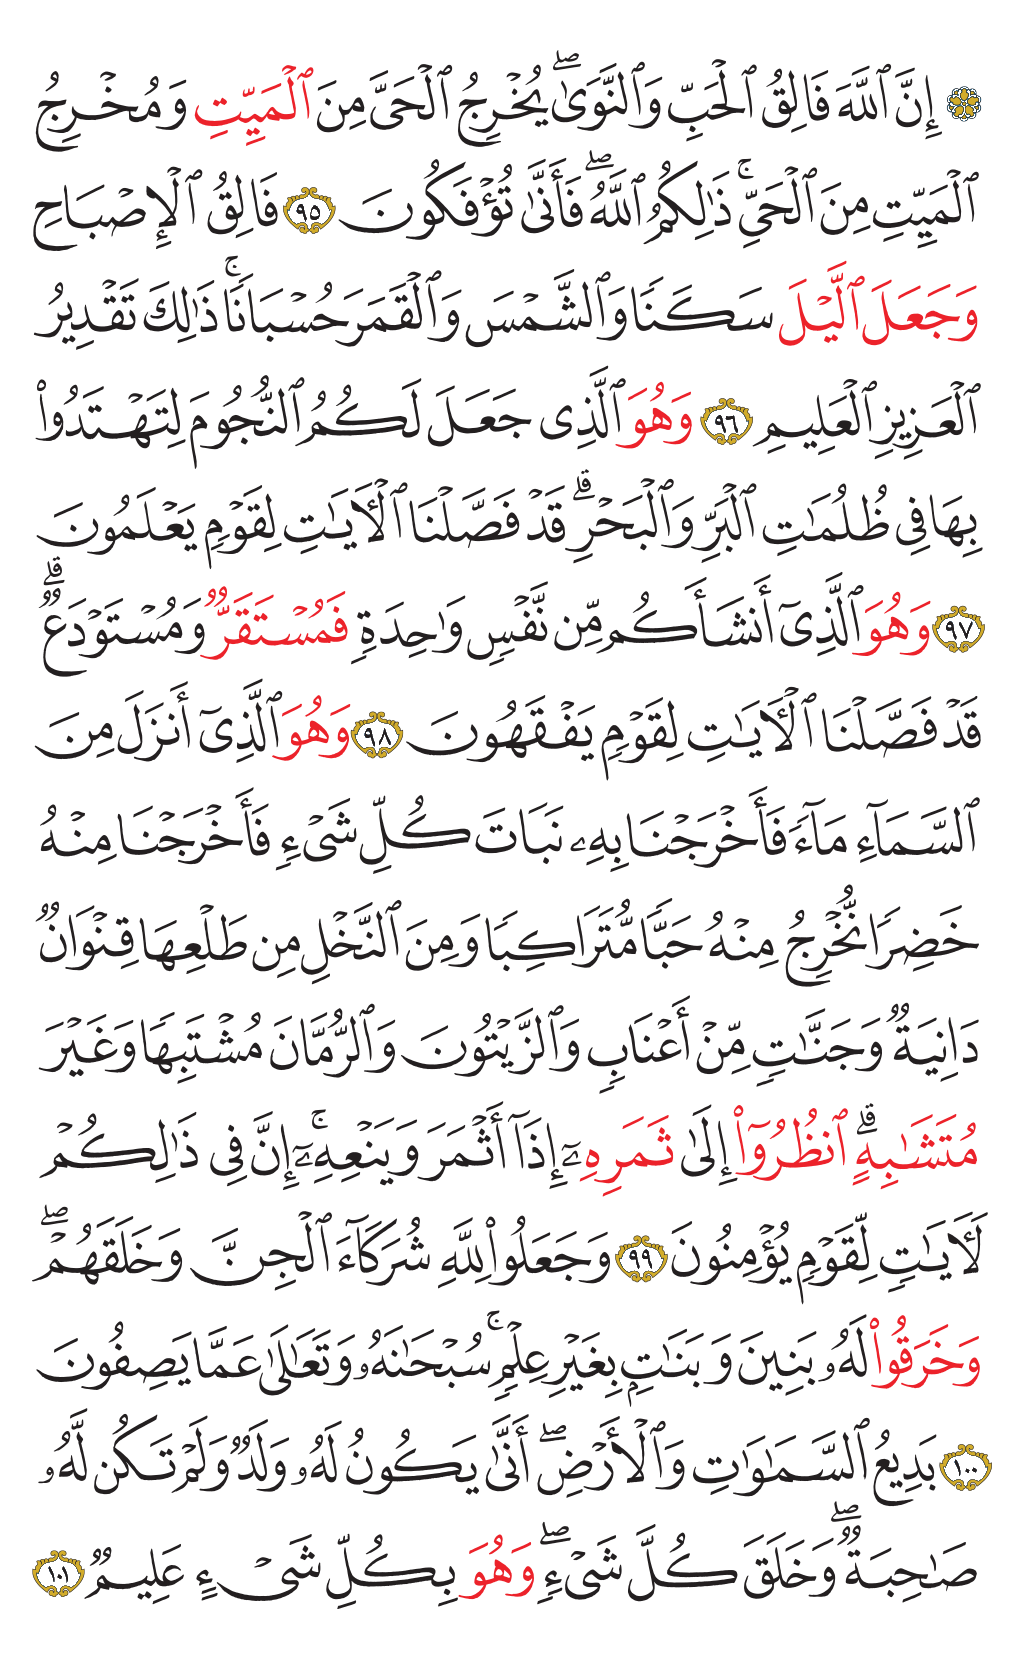 ۞ إِنَّ ٱللَّهَ فَالِقُ ٱلْحَبِّ وَٱلنَّوَىٰۖ يُخْرِجُ ٱلْحَىَّ مِنَ ٱلْمَيِّتِ وَمُخْرِجُ
ٱلْمَيِّتِ مِنَ ٱلْحَىِّۚ ذَٰلِكُمُ ٱللَّهُۖ فَأَنَّىٰ تُؤْفَكُونَ ٩٥ فَالِقُ ٱلْإِصْبَاحِ
وَجَعَلَ ٱلَّيْلَ سَكَنًا وَٱلشَّمْسَ وَٱلْقَمَرَ حُسْبَانًاۚ ذَٰلِكَ تَقْدِيرُ
ٱلْعَزِيزِ ٱلْعَلِيمِ ٩٦ وَهُوَ ٱلَّذِى جَعَلَ لَكُمُ ٱلنُّجُومَ لِتَهْتَدُوا۟
بِهَا فِى ظُلُمَٰتِ ٱلْبَرِّ وَٱلْبَحْرِۗ قَدْ فَصَّلْنَا ٱلْءَايَٰتِ لِقَوْمٍ يَعْلَمُونَ
٩٧ وَهُوَ ٱلَّذِىٓ أَنشَأَكُم مِّن نَّفْسٍ وَٰحِدَةٍ فَمُسْتَقَرٌّ وَمُسْتَوْدَعٌۗ
قَدْ فَصَّلْنَا ٱلْءَايَٰتِ لِقَوْمٍ يَفْقَهُونَ ٩٨ وَهُوَ ٱلَّذِىٓ أَنزَلَ مِنَ
ٱلسَّمَآءِ مَآءً فَأَخْرَجْنَا بِهِۦ نَبَاتَ كُلِّ شَىْءٍ فَأَخْرَجْنَا مِنْهُ
خَضِرًا نُّخْرِجُ مِنْهُ حَبًّا مُّتَرَاكِبًا وَمِنَ ٱلنَّخْلِ مِن طَلْعِهَا قِنْوَانٌ
دَانِيَةٌ وَجَنَّٰتٍ مِّنْ أَعْنَابٍ وَٱلزَّيْتُونَ وَٱلرُّمَّانَ مُشْتَبِهًا وَغَيْرَ
مُتَشَٰبِهٍۗ ٱنظُرُوٓا۟ إِلَىٰ ثَمَرِهِۦٓ إِذَآ أَثْمَرَ وَيَنْعِهِۦٓۚ إِنَّ فِى ذَٰلِكُمْ
لَءَايَٰتٍ لِّقَوْمٍ يُؤْمِنُونَ ٩٩ وَجَعَلُوا۟ لِلَّهِ شُرَكَآءَ ٱلْجِنَّ وَخَلَقَهُمْۖ
وَخَرَقُوا۟ لَهُۥ بَنِينَ وَبَنَٰتٍۭ بِغَيْرِ عِلْمٍۚ سُبْحَٰنَهُۥ وَتَعَٰلَىٰ عَمَّا يَصِفُونَ
١٠٠ بَدِيعُ ٱلسَّمَٰوَٰتِ وَٱلْأَرْضِۖ أَنَّىٰ يَكُونُ لَهُۥ وَلَدٌ وَلَمْ تَكُن لَّهُۥ
صَٰحِبَةٌۖ وَخَلَقَ كُلَّ شَىْءٍۖ وَهُوَ بِكُلِّ شَىْءٍ عَلِيمٌ ١٠١